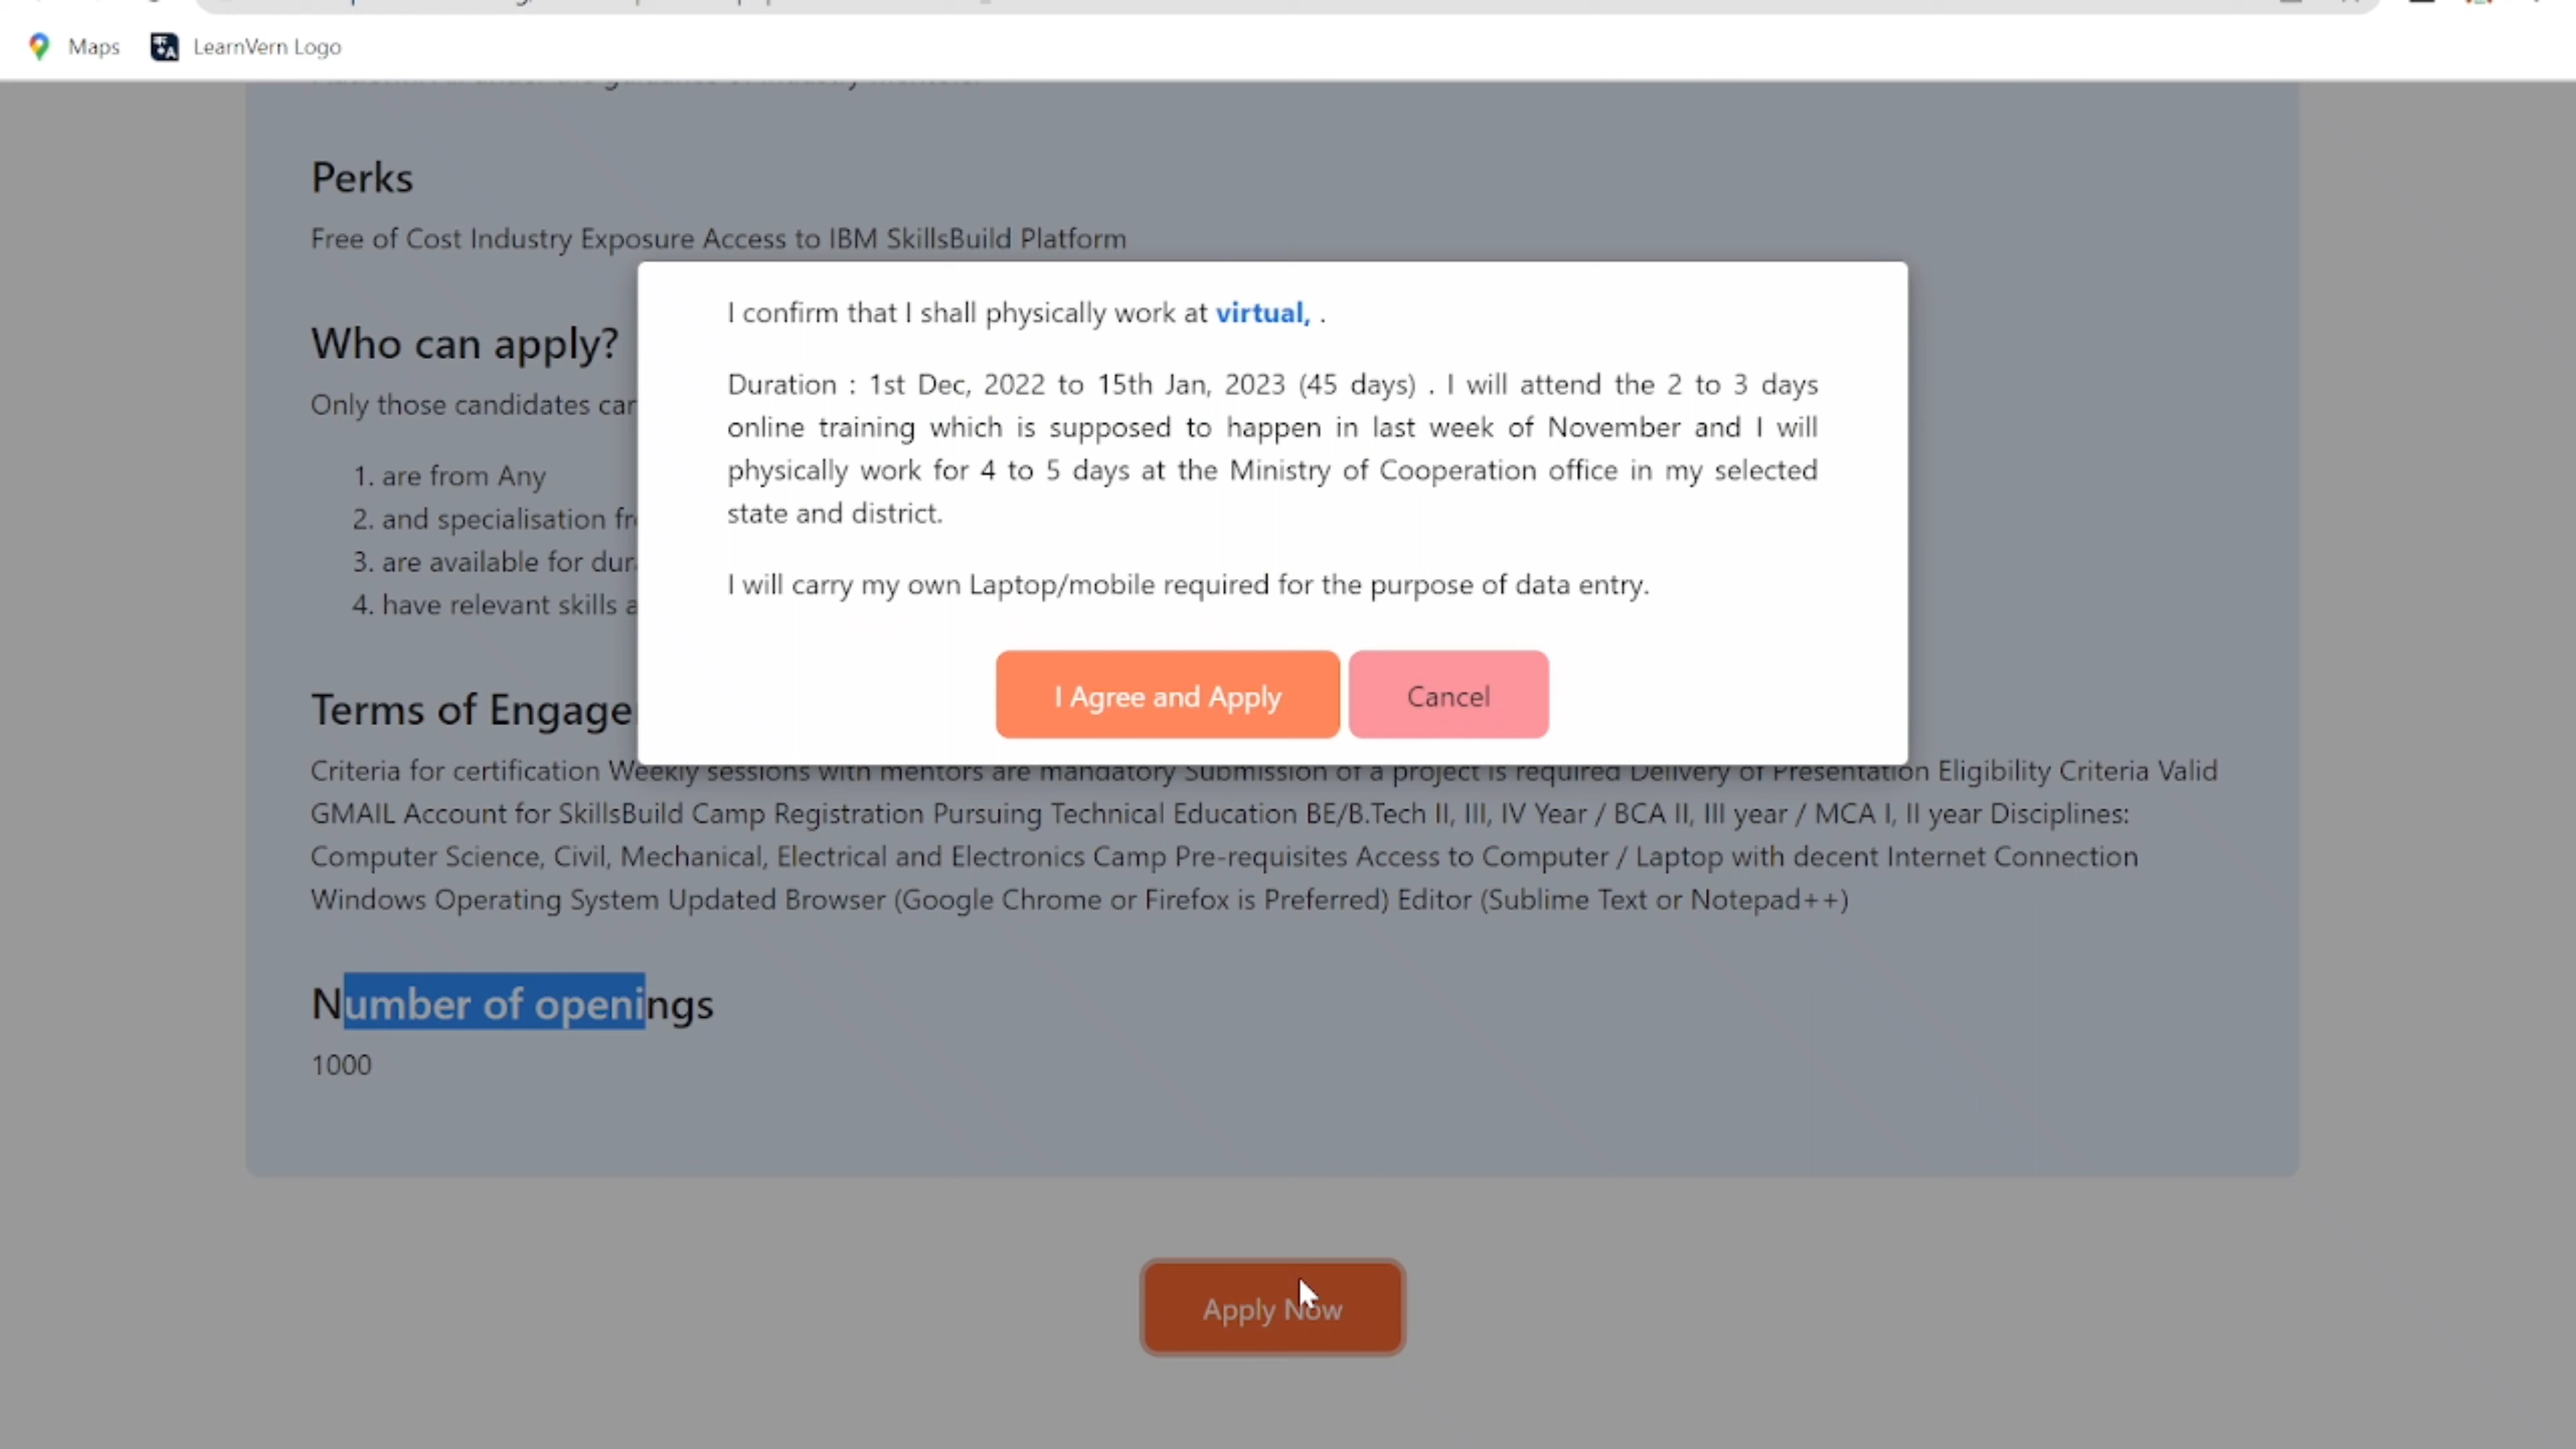 Maps LearnVern Logo
Perks
Free of Cost Industry Exposure Access to IBM SkillsBuild Platform
Who can apply?
Only those candidates
1. are from Any
2. and specialisation
3. are available for
4. have relevant skills
Terms of
I confirm that I shall physically work at virtual, .
Duration : 1st Dec, 2022 to 15th Jan, 2023 (45 days) . I will attend the 2 to 3 days
online training which is supposed to happen in last week of November and I will
physically work for 4 to 5 days at the Ministry of Cooperation office in my selected
state and district.
I will carry my own Laptop/mobile required for the purpose of data entry.
I Agree and Apply Cancel
Criteria for certification Weekly sessions with mentors are mandatory Submission of a project is required Delivery of Presentation Eligibility Criteria Valid
GMAIL Account for SkillsBuild Camp Registration Pursuing Technical Education BE/B.Tech II, III, IV Year / BCA II, III year / MCA I, II year Disciplines:
Computer Science, Civil, Mechanical, Electrical and Electronics Camp Pre-requisites Access to Computer / Laptop with decent Internet Connection
Windows Operating System Updated Browser (Google Chrome or Firefox is Preferred) Editor (Sublime Text or Notepad++)
Number of openings
1000
Apply Now